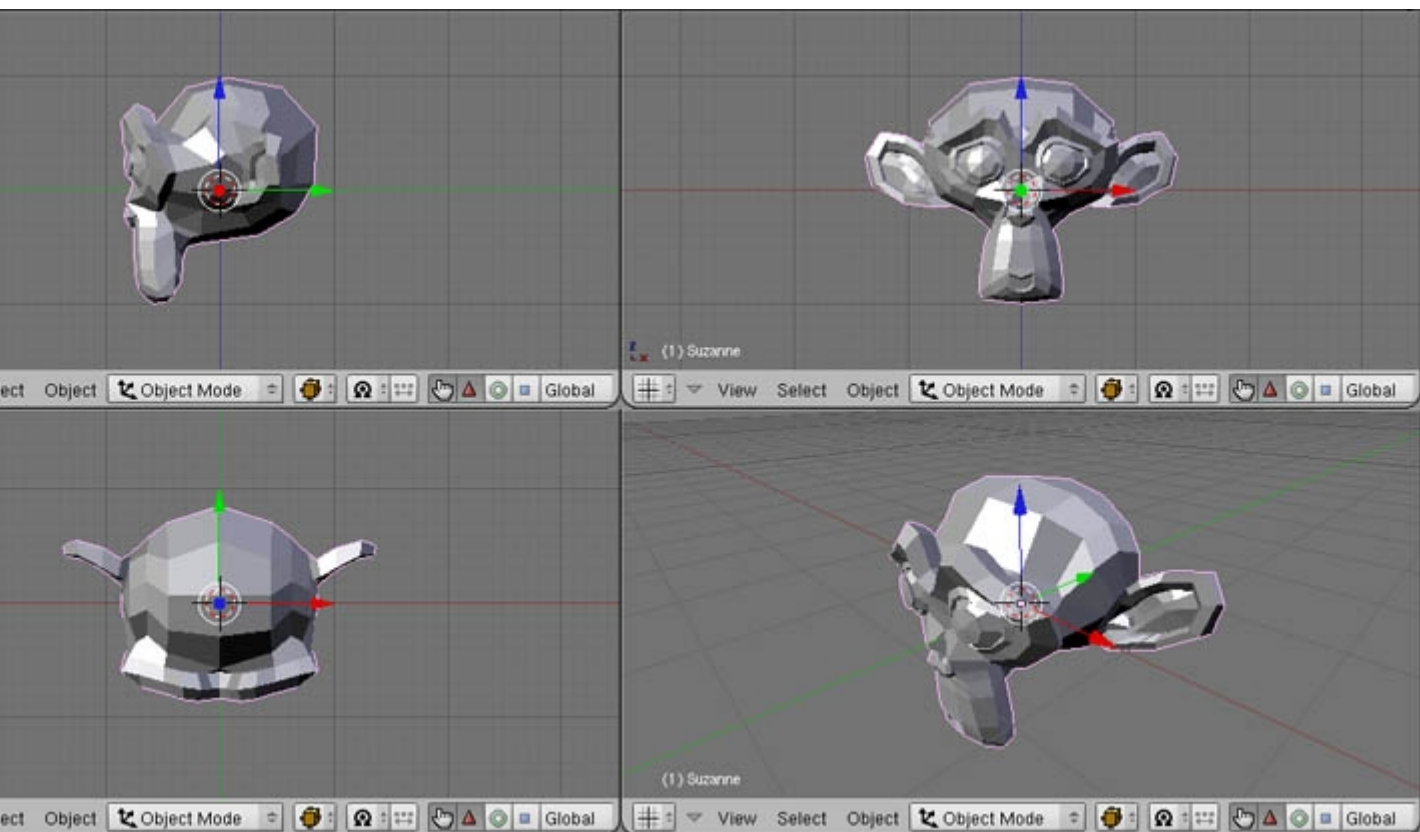 z
x (1) Suzanne
ect Object Object Mode Global
View Select Object Object Mode Global
(1) Suzanne
ect Object Object Mode Global
View Select Object Object Mode Global